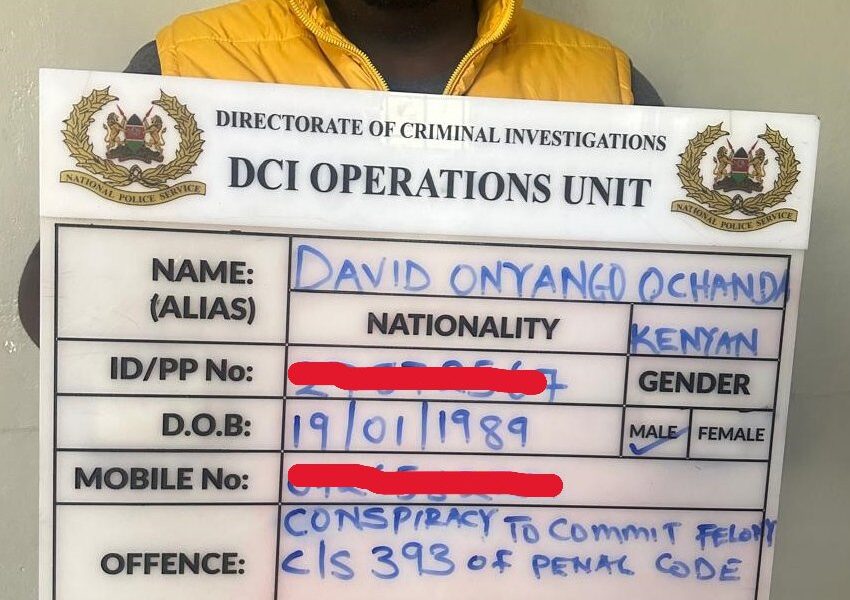 DIRECTORATE OF CRIMINAL INVESTIGATIONS
DCI OPERATIONS UNIT
NATIONAL POLICE SERVICE
NATIONAL POLICE SERVICE
NAME: DAVID ONYANGO OCHANDA
(ALIAS)
NATIONALITY KENYAN
ID/PP No:
GENDER
D.O.B: 19/01/1989 MALE FEMALE
MOBILE No:
OFFENCE: CONSPIRACY TO COMMIT FELONY
C/S 393 OF PENAL CODE